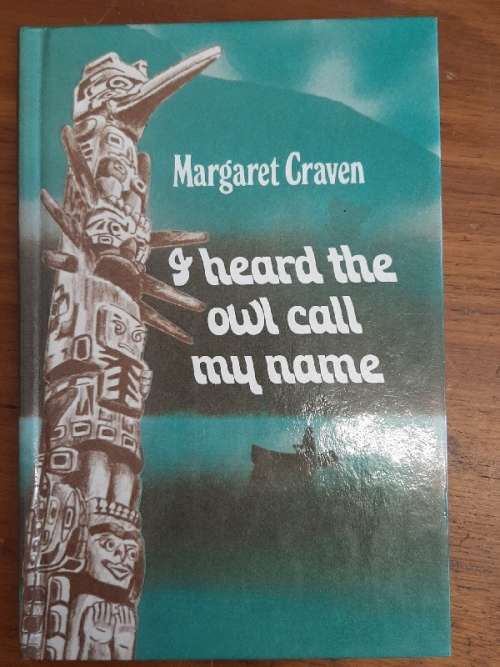 Margaret Craven
I heard the
owl call
my name